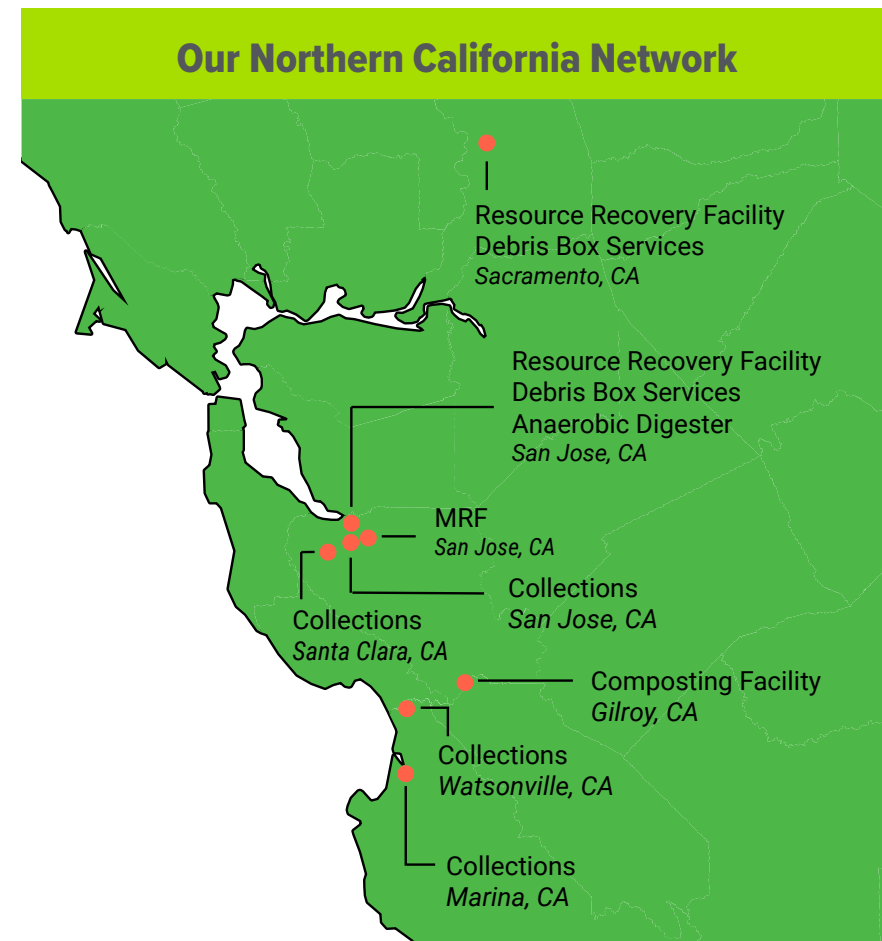 Our Northern California Network
Resource Recovery Facility
Debris Box Services
Sacramento, CA
Resource Recovery Facility
Debris Box Services
Anaerobic Digester
San Jose, CA
MRF
San Jose, CA
Collections
San Jose, CA
Collections
Santa Clara, CA
Composting Facility
Gilroy, CA
Collections
Watsonville, CA
Collections
Marina, CA